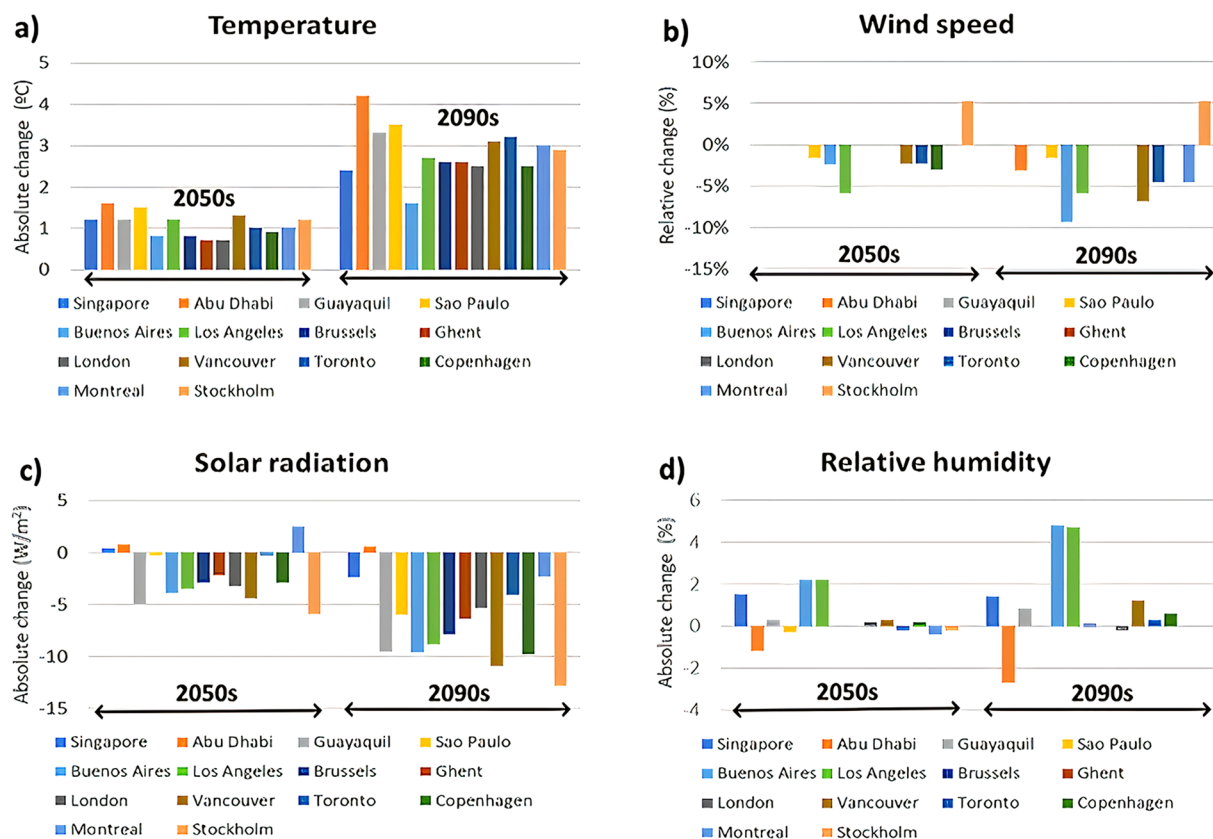 a) Temperature
Absolute change (ºC)
5
4
3
2
1
0
2050s
2090s
Singapore Abu Dhabi Guayaquil Sao Paulo
Buenos Aires Los Angeles Brussels Ghent
London Vancouver Toronto Copenhagen
Montreal Stockholm
b) Wind speed
Relative change (%)
10%
5%
0%
-5%
-10%
-15%
2050s
2090s
Singapore Abu Dhabi Guayaquil Sao Paulo
Buenos Aires Los Angeles Brussels Ghent
London Vancouver Toronto Copenhagen
Montreal Stockholm
c) Solar radiation
Absolute change (W/m²)
5
0
-5
-10
-15
2050s
2090s
Singapore Abu Dhabi Guayaquil Sao Paulo
Buenos Aires Los Angeles Brussels Ghent
London Vancouver Toronto Copenhagen
Montreal Stockholm
d) Relative humidity
Absolute change (%)
6
4
2
0
-2
-4
2050s
2090s
Singapore Abu Dhabi Guayaquil Sao Paulo
Buenos Aires Los Angeles Brussels Ghent
London Vancouver Toronto Copenhagen
Montreal Stockholm